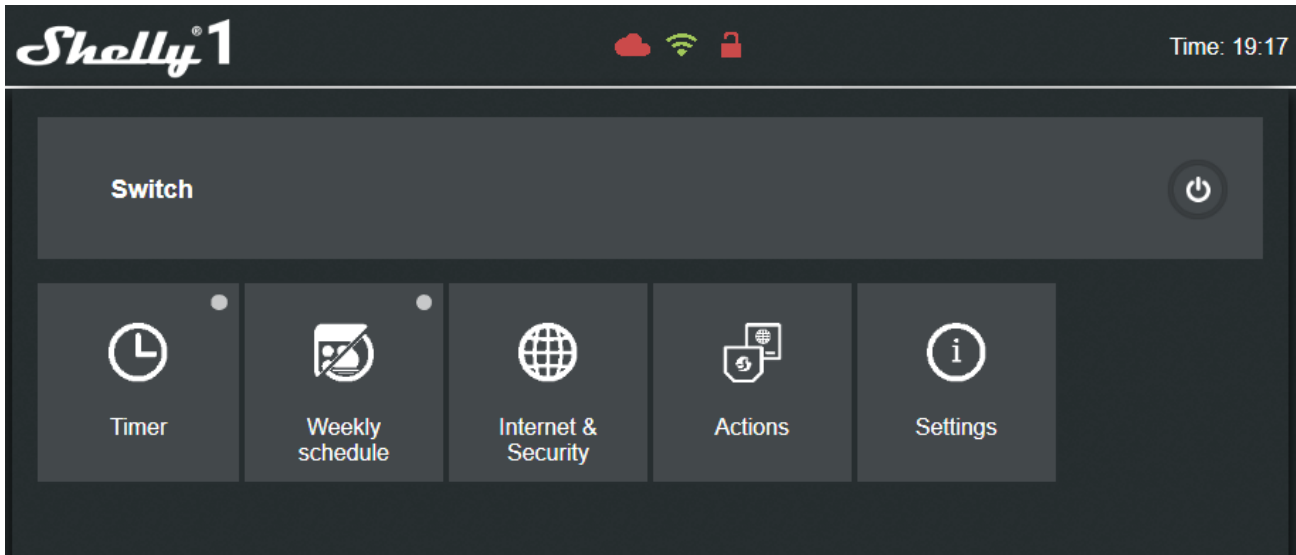 Shelly®1
Time: 19:17
Switch
Timer
Weekly
schedule
Internet &
Security
Actions
Settings